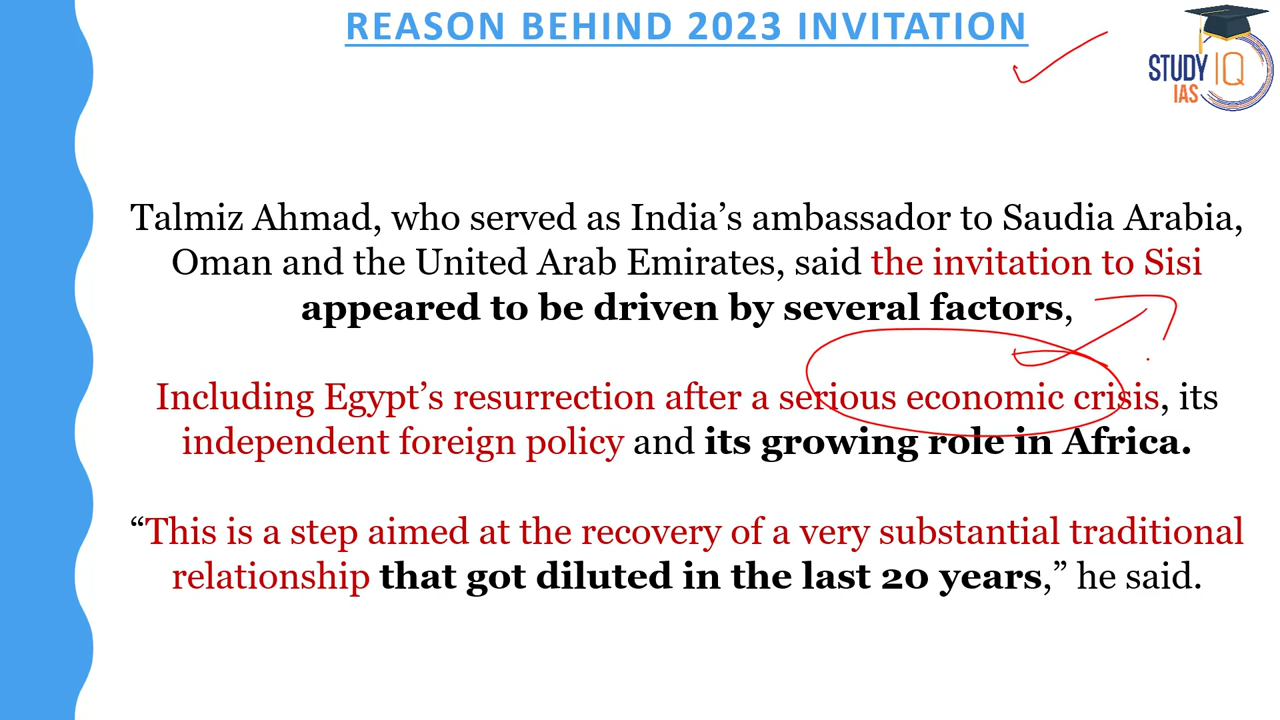 REASON BEHIND 2023 INVITATION
STUDY IQ
IAS
Talmiz Ahmad, who served as India’s ambassador to Saudia Arabia,
Oman and the United Arab Emirates, said the invitation to Sisi
appeared to be driven by several factors,
Including Egypt’s resurrection after a serious economic crisis, its
independent foreign policy and its growing role in Africa.
“This is a step aimed at the recovery of a very substantial traditional
relationship that got diluted in the last 20 years,” he said.